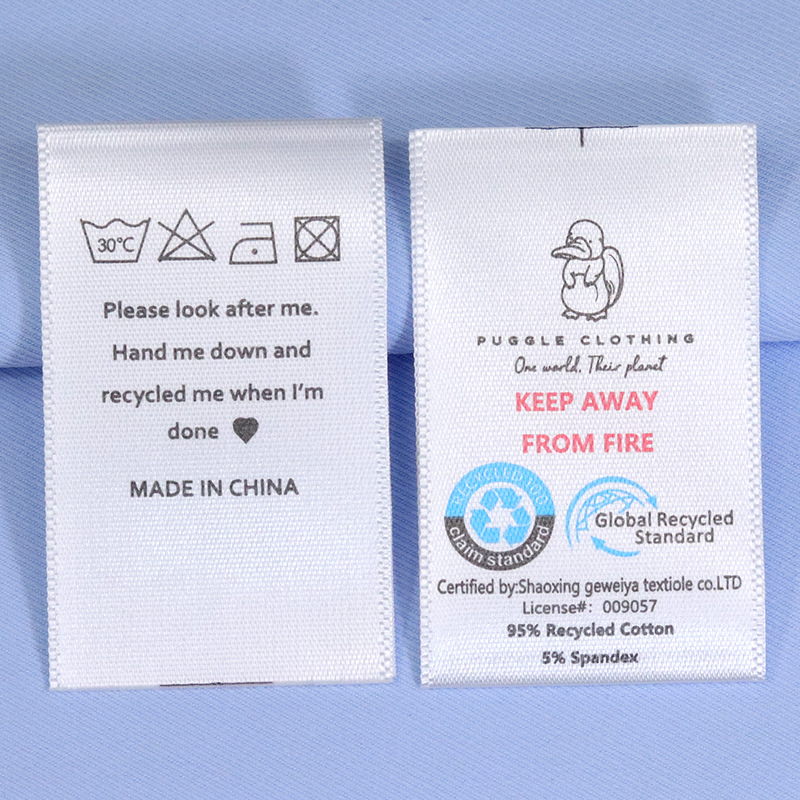 30°C
Please look after me.
Hand me down and
recycled me when I'm
done
MADE IN CHINA
PUGGLE CLOTHING
One world, Their planet
KEEP AWAY
FROM FIRE
RECYCLED 100
claim standard
Global Recycled
Standard
Certified by:Shaoxing geweiya textiole co.LTD
License#: 009057
95% Recycled Cotton
5% Spandex